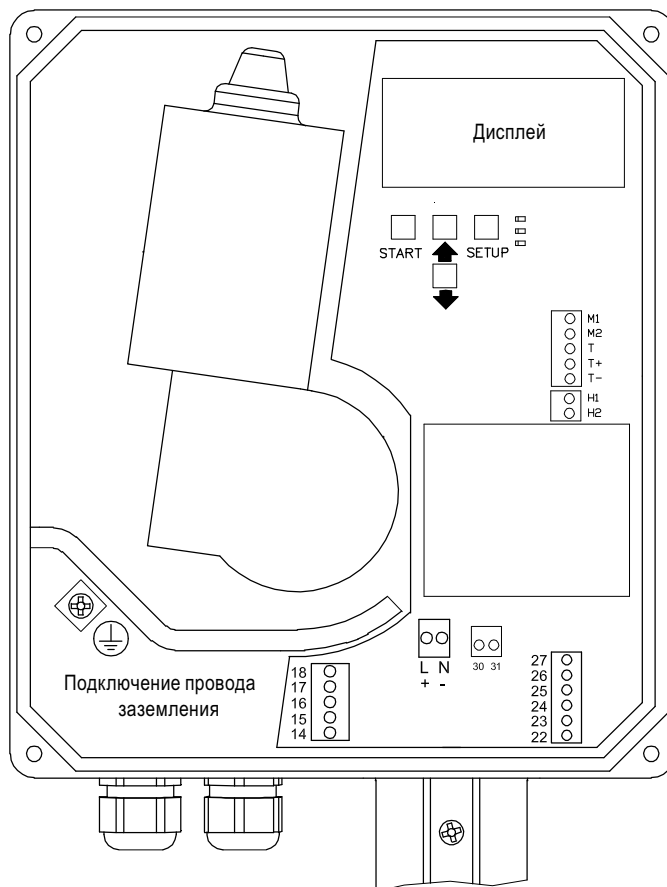 Дисплей
START SETUP
M1
M2
T
T+
T-
H1
H2
L N
+ -
30 31
27
26
25
24
23
22
18
17
16
15
14
Подключение провода
заземления